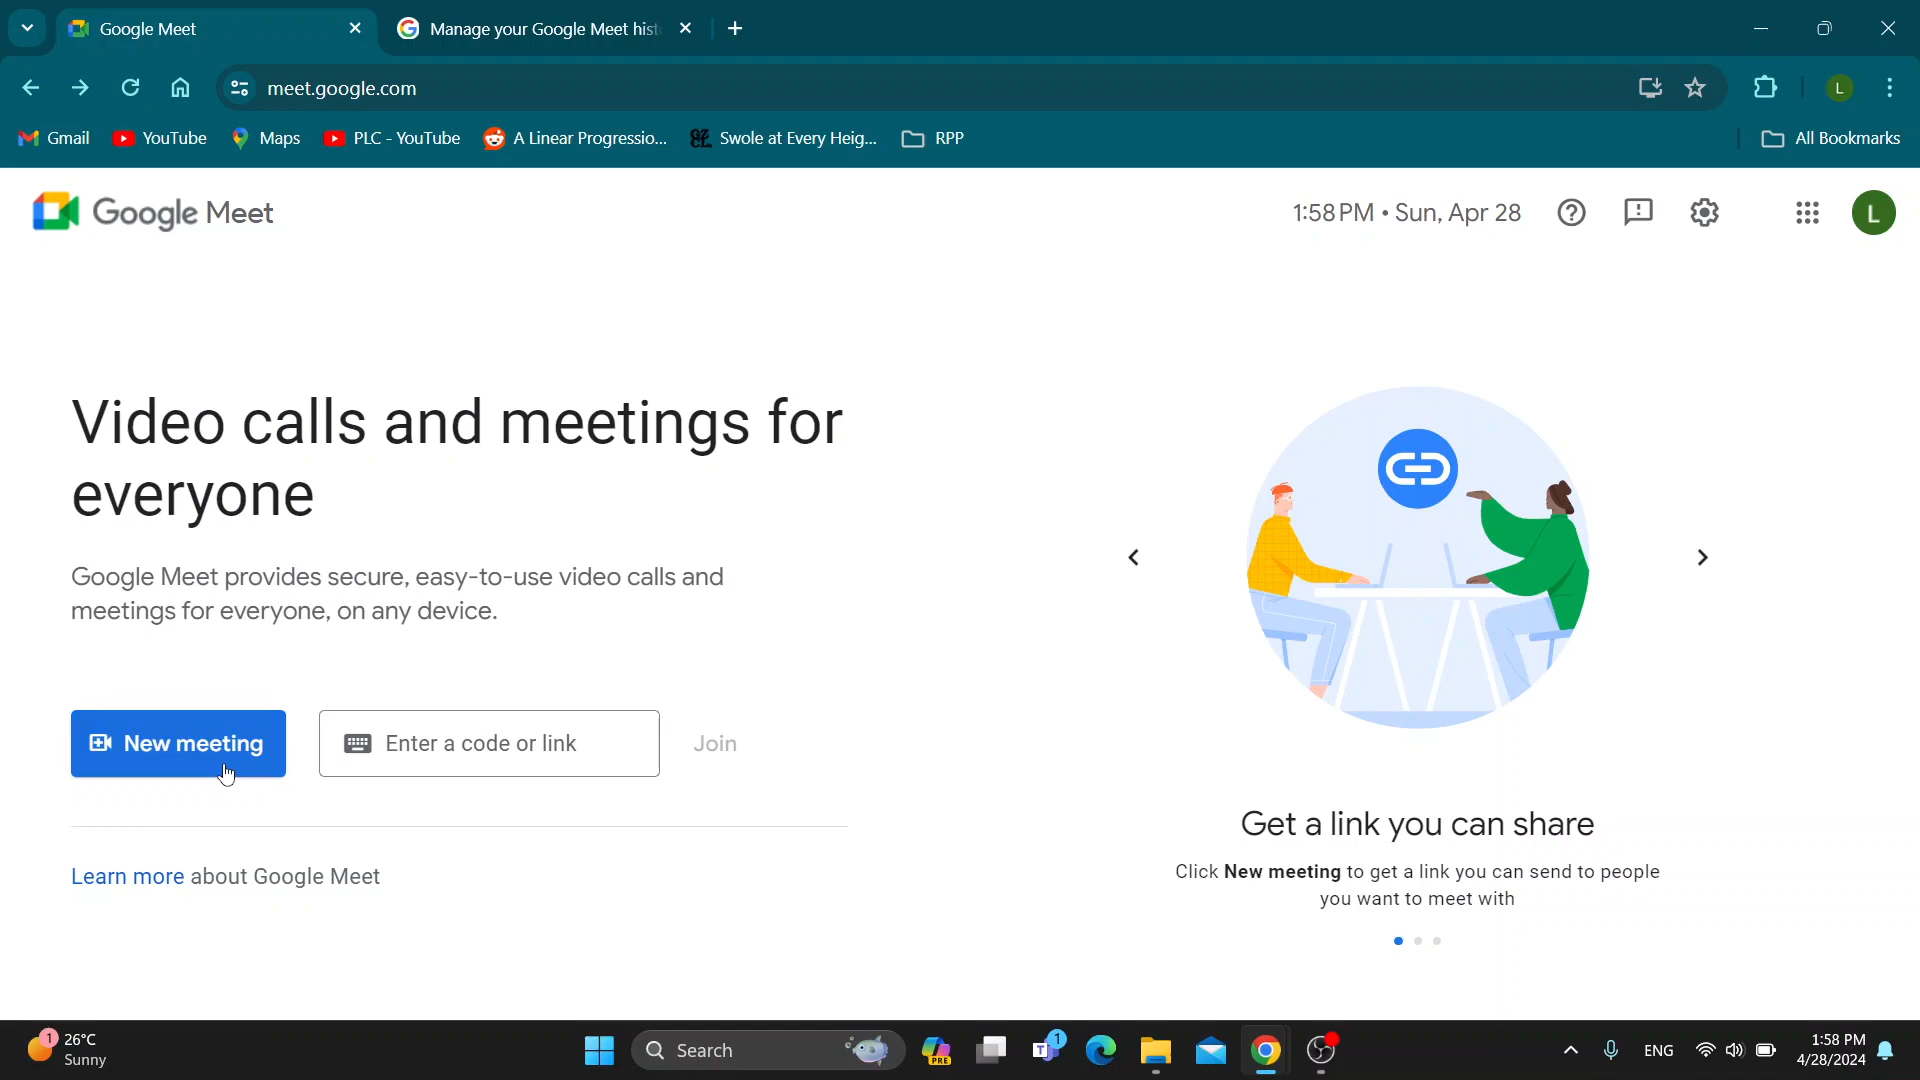 Google Meet
Manage your Google Meet hist
meet.google.com
L
Gmail
YouTube
Maps
PLC - YouTube
A Linear Progressio...
GZCL
Swole at Every Heig...
RPP
All Bookmarks
Google Meet
1:58 PM • Sun, Apr 28
L
Video calls and meetings for
everyone
Google Meet provides secure, easy-to-use video calls and
meetings for everyone, on any device.
New meeting
Enter a code or link
Join
Learn more about Google Meet
Get a link you can share
Click New meeting to get a link you can send to people
you want to meet with
1
26°C
Sunny
Search
PRE
T
1
ENG
1:58 PM
4/28/2024